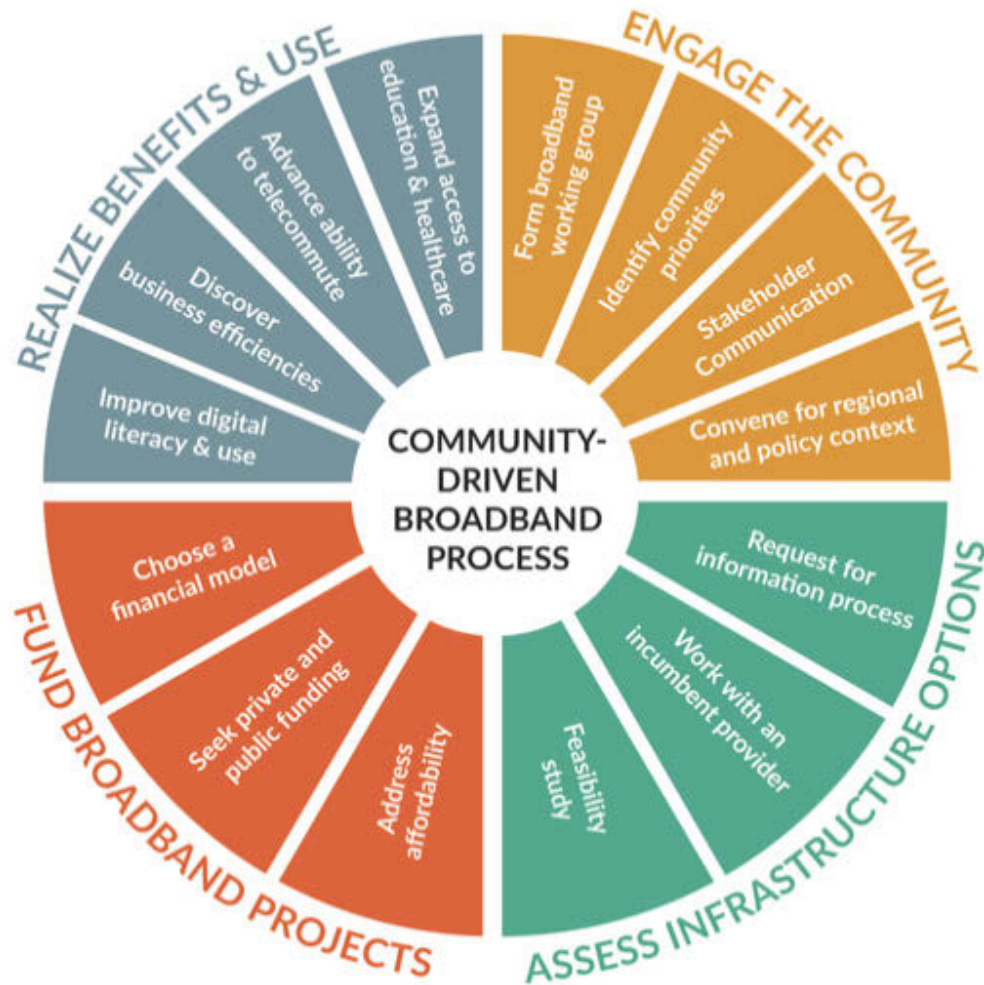 COMMUNITY-
DRIVEN
BROADBAND
PROCESS
ENGAGE THE COMMUNITY
Form broadband
working group
Identify community
priorities
Stakeholder
Communication
Convene for regional
and policy context
ASSESS INFRASTRUCTURE OPTIONS
Request for
information process
Work with an
incumbent provider
Feasibility
study
FUND BROADBAND PROJECTS
Address
affordability
Seek private and
public funding
Choose a
financial model
REALIZE BENEFITS & USE
Improve digital
literacy & use
Discover
business efficiencies
Advance ability
to telecommute
Expand access to
education & healthcare